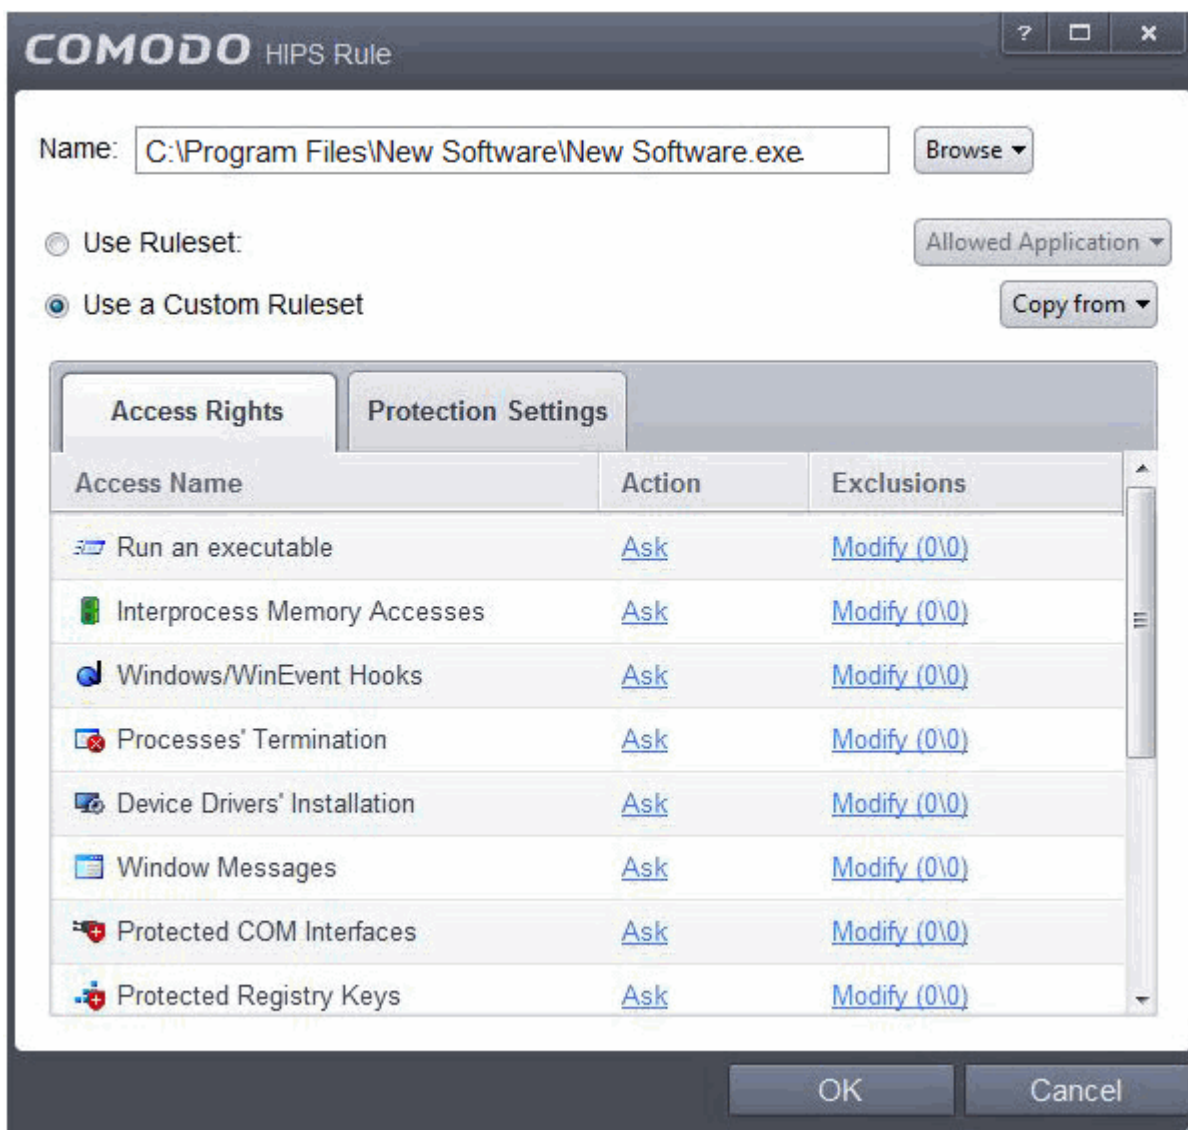 COMODO HIPS Rule ?
Name: C:\Program Files\New Software\New Software.exe Browse
Use Ruleset: Allowed Application
Use a Custom Ruleset Copy from
Access Rights Protection Settings
Access Name Action Exclusions
Run an executable Ask Modify (0\0)
Interprocess Memory Accesses Ask Modify (0\0)
Windows/WinEvent Hooks Ask Modify (0\0)
Processes' Termination Ask Modify (0\0)
Device Drivers' Installation Ask Modify (0\0)
Window Messages Ask Modify (0\0)
Protected COM Interfaces Ask Modify (0\0)
Protected Registry Keys Ask Modify (0\0)
OK Cancel